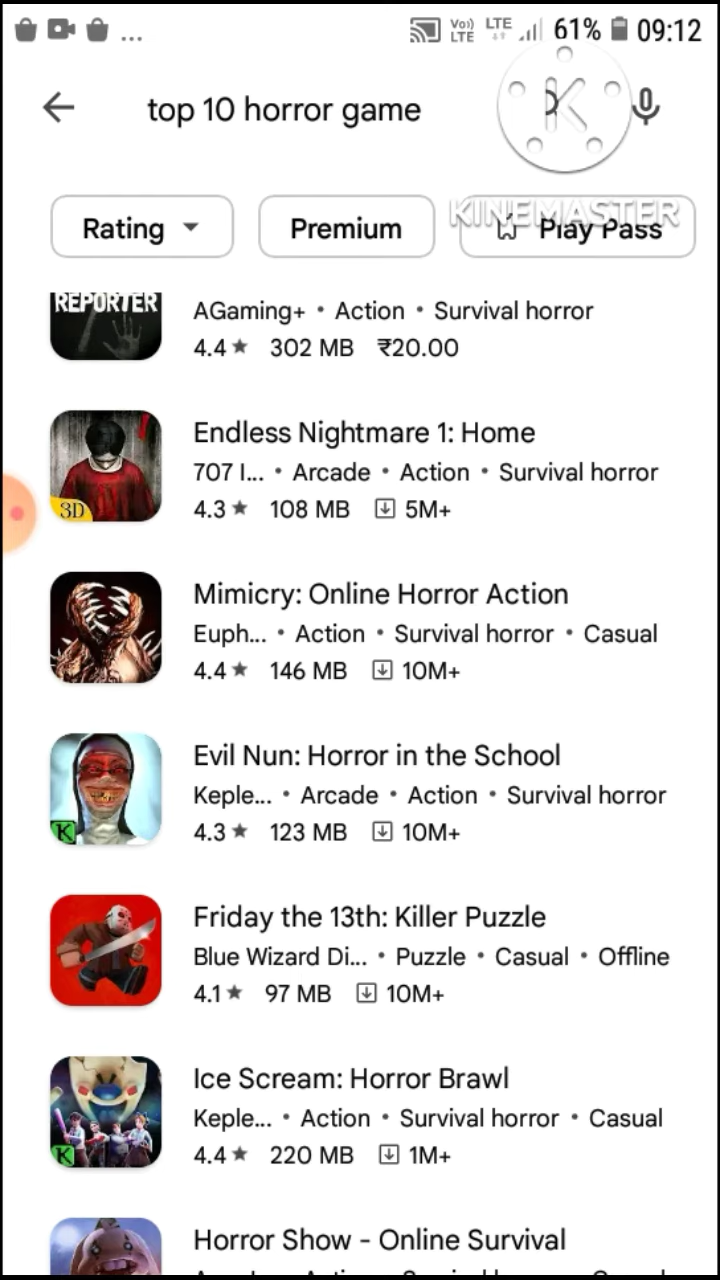 Vo)) LTE LTE 61% 09:12
top 10 horror game
KINEMASTER
Rating Premium Play Pass
REPORTER
AGaming+ • Action • Survival horror
4.4★ 302 MB ₹20.00
Endless Nightmare 1: Home
3D
707 I... • Arcade • Action • Survival horror
4.3★ 108 MB 5M+
Mimicry: Online Horror Action
Euph... • Action • Survival horror • Casual
4.4★ 146 MB 10M+
Evil Nun: Horror in the School
K
Keple... • Arcade • Action • Survival horror
4.3★ 123 MB 10M+
Friday the 13th: Killer Puzzle
Blue Wizard Di... • Puzzle • Casual • Offline
4.1★ 97 MB 10M+
Ice Scream: Horror Brawl
K
Keple... • Action • Survival horror • Casual
4.4★ 220 MB 1M+
Horror Show - Online Survival